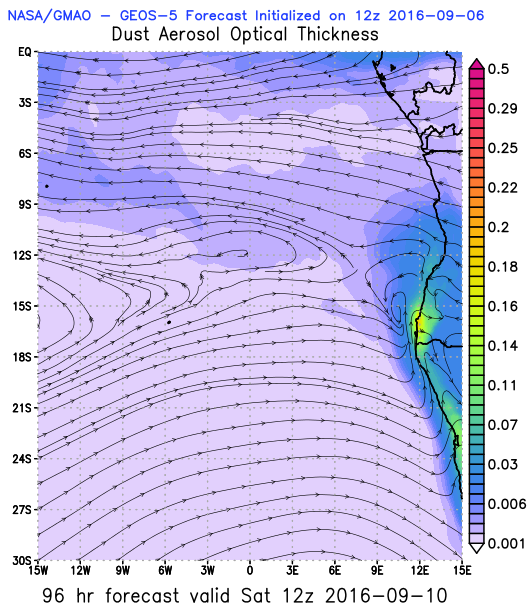 NASA/GMAO - GEOS-5 Forecast Initialized on 12z 2016-09-06
Dust Aerosol Optical Thickness
EQ
3S
6S
9S
12S
15S
18S
21S
24S
27S
30S
15W 12W 9W 6W 3W 0 3E 6E 9E 12E 15E
0.5
0.29
0.25
0.22
0.2
0.18
0.16
0.14
0.11
0.07
0.03
0.006
0.001
96 hr forecast valid Sat 12z 2016-09-10